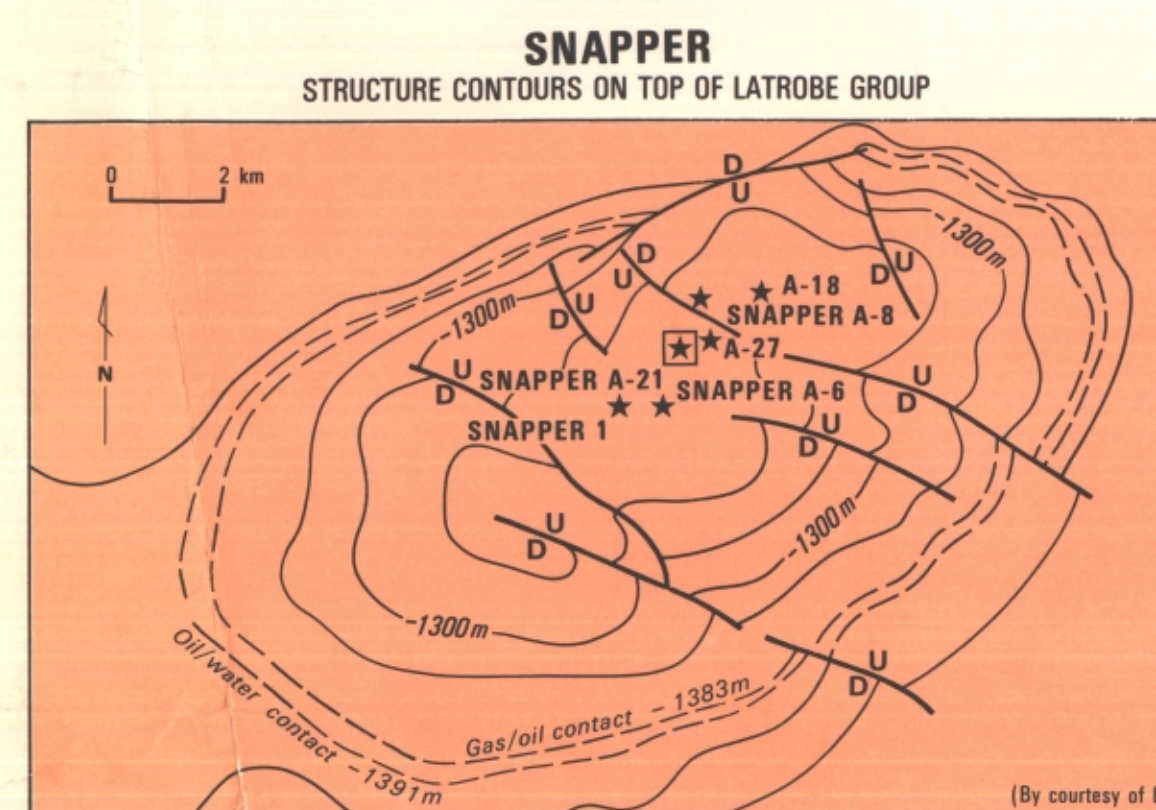 SNAPPER
STRUCTURE CONTOURS ON TOP OF LATROBE GROUP
0 2 km
D
U
-1300m
D
U
D U
A-18
-1300m
U
D
SNAPPER A-8
N
A-27
U
D
SNAPPER A-21
SNAPPER A-6
U
D
SNAPPER 1
U
D
U
D
-1300m
-1300m
U
D
Oil/water contact -1391m
Gas/oil contact - 1383m
(By courtesy of